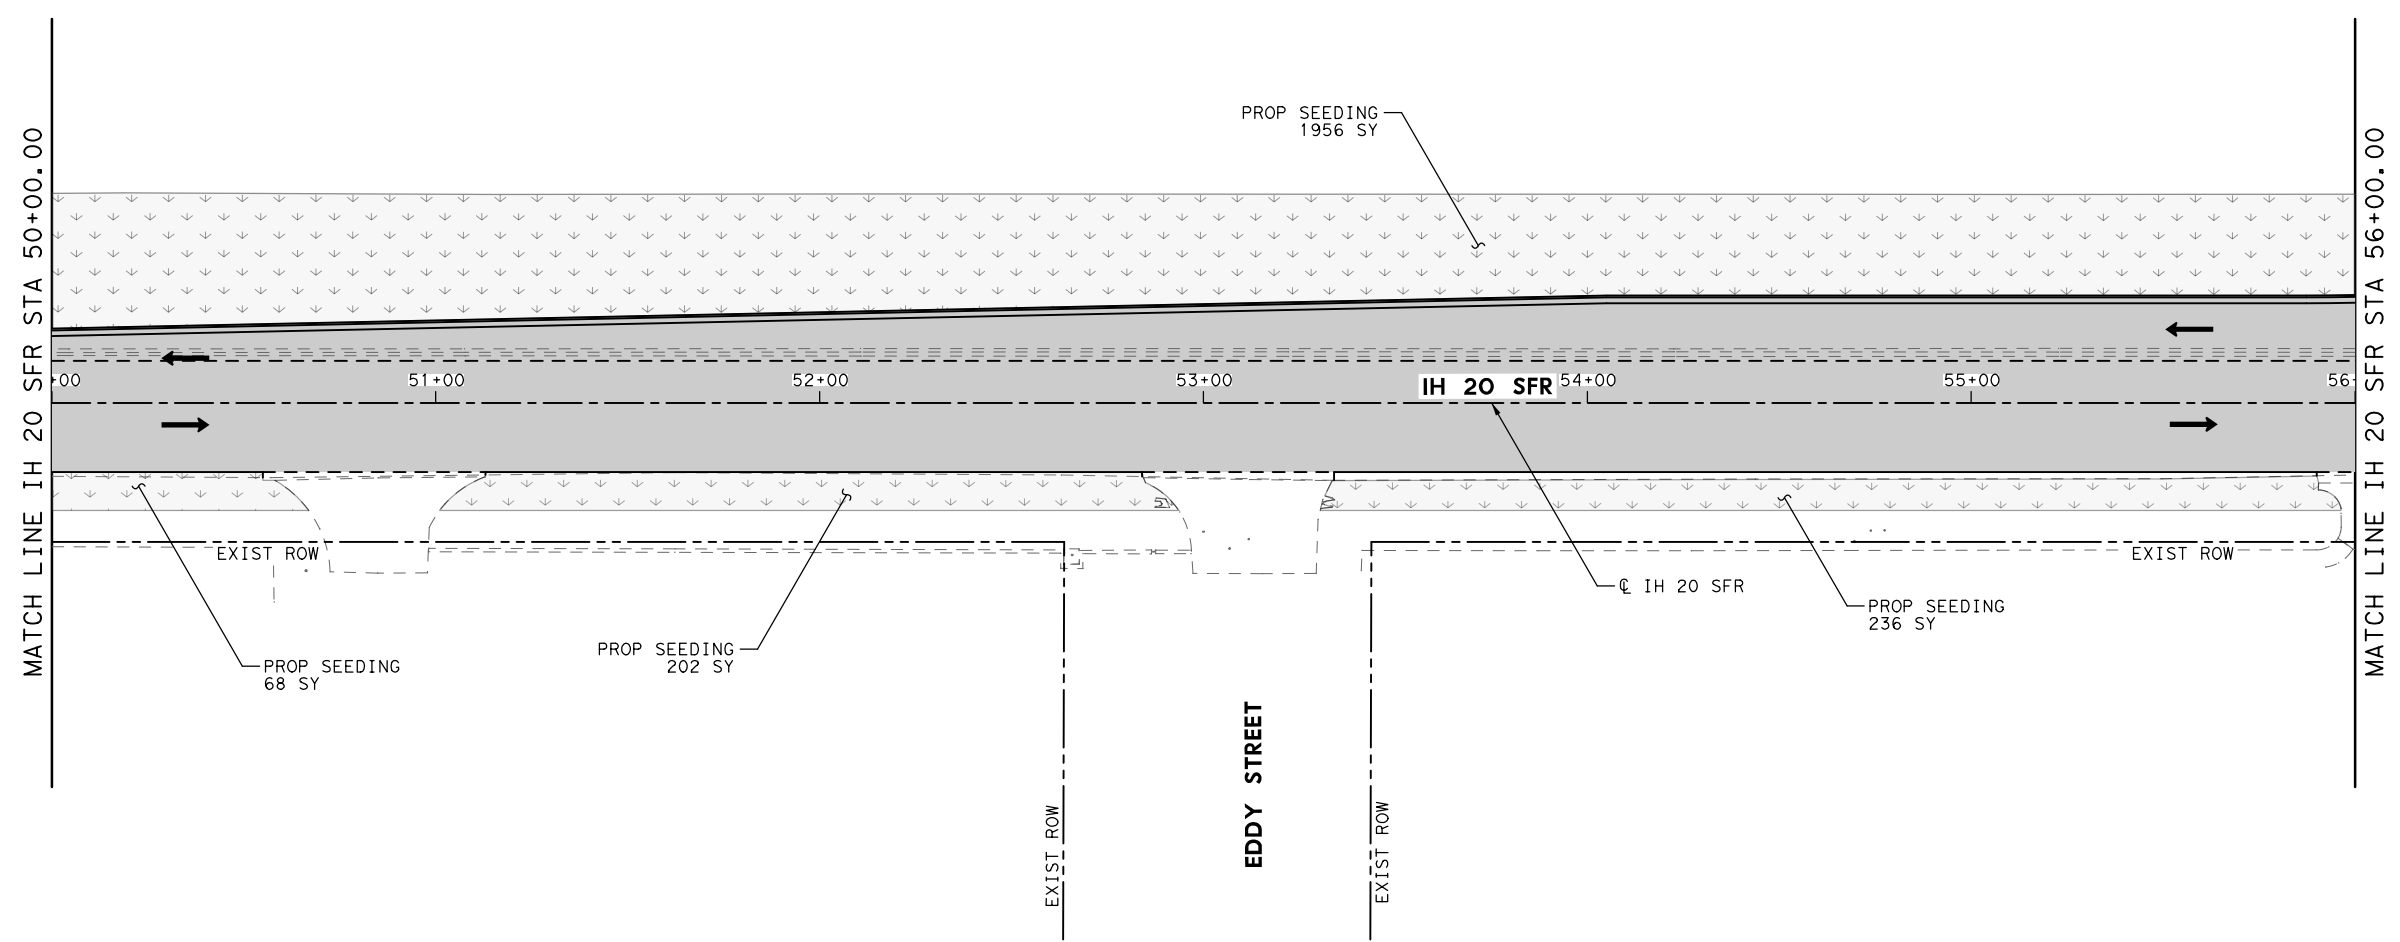 PROP SEEDING
1956 SY
MATCH LINE IH 20 SFR STA 50+00.00
MATCH LINE IH 20 SFR STA 56+00.00
+00
51+00
52+00
53+00
IH 20 SFR
54+00
55+00
56
EXIST ROW
EXIST ROW
℄ IH 20 SFR
PROP SEEDING
236 SY
PROP SEEDING
202 SY
PROP SEEDING
68 SY
EDDY STREET
EXIST ROW
EXIST ROW